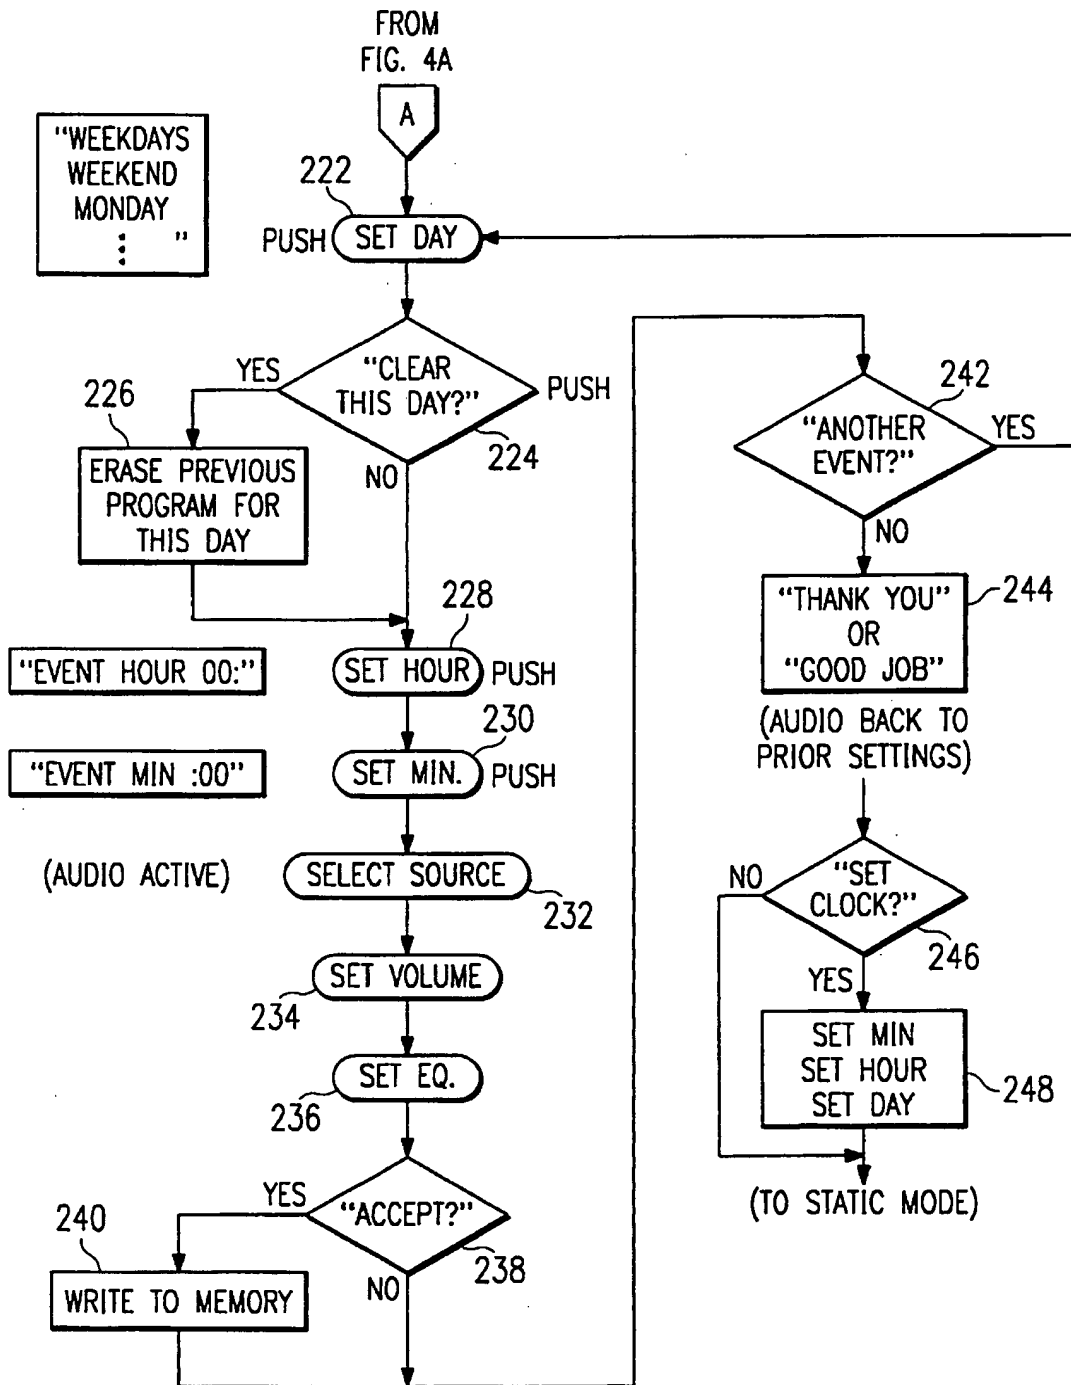 FROM
FIG. 4A
A
"WEEKDAYS
WEEKEND
MONDAY
⋮ "
222
PUSH
SET DAY
"CLEAR
THIS DAY?"
YES
PUSH
224
NO
226
ERASE PREVIOUS
PROGRAM FOR
THIS DAY
228
"EVENT HOUR 00:"
SET HOUR
PUSH
230
"EVENT MIN :00"
SET MIN.
PUSH
(AUDIO ACTIVE)
SELECT SOURCE
232
SET VOLUME
234
SET EQ.
236
YES
"ACCEPT?"
238
NO
240
WRITE TO MEMORY
242
"ANOTHER
EVENT?"
YES
NO
"THANK YOU"
OR
"GOOD JOB"
244
(AUDIO BACK TO
PRIOR SETTINGS)
NO
"SET
CLOCK?"
246
YES
SET MIN
SET HOUR
SET DAY
248
(TO STATIC MODE)